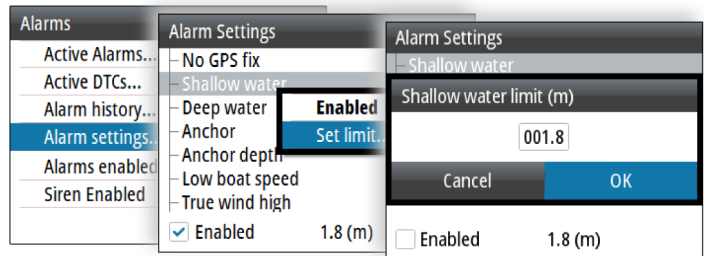 Alarms
Active Alarms...
Active DTCs...
Alarm history...
Alarm settings..
Alarms enabled
Siren Enabled
Alarm Settings
No GPS fix
Shallow water
Deep water
Anchor
Anchor depth
Low boat speed
True wind high
Enabled 1.8 (m)
Enabled
Set limit..
Alarm Settings
Shallow water
Shallow water limit (m)
001.8
Cancel OK
Enabled 1.8 (m)